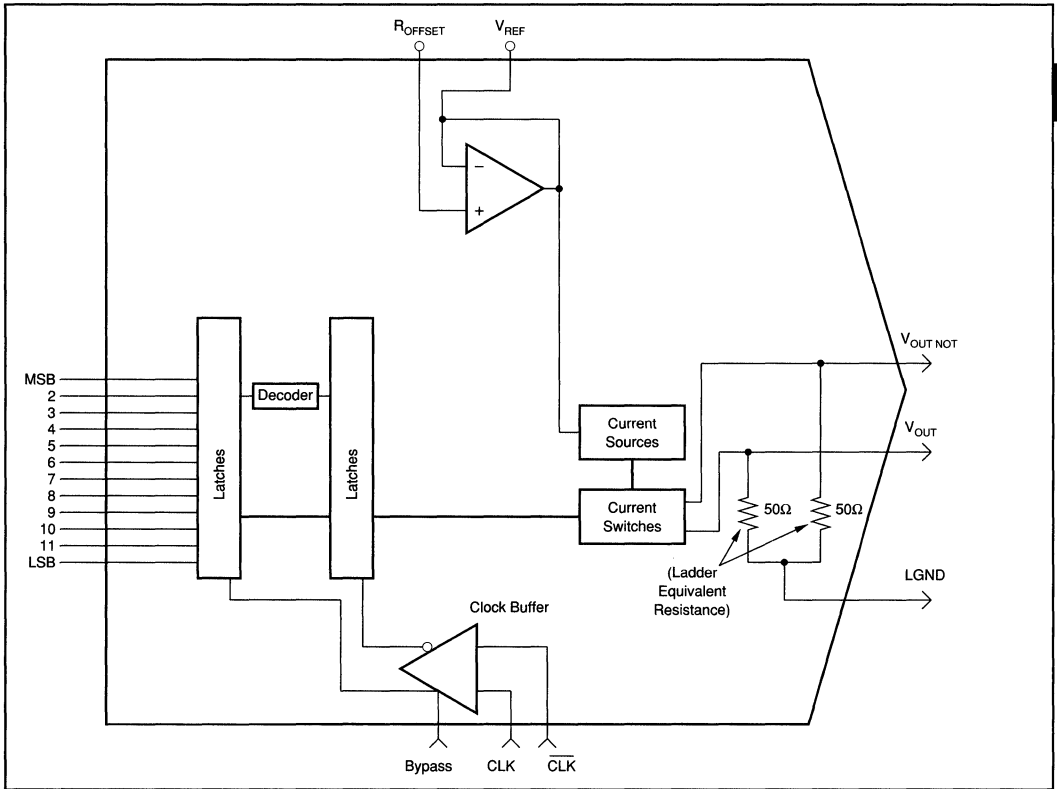 R_OFFSET
V_REF
−
+
V_OUT NOT
MSB
2
3
4
5
6
7
8
9
10
11
LSB
Latches
Decoder
Latches
Current
Sources
V_OUT
Current
Switches
50Ω
50Ω
(Ladder
Equivalent
Resistance)
LGND
Clock Buffer
Bypass
CLK
C̅L̅K̅